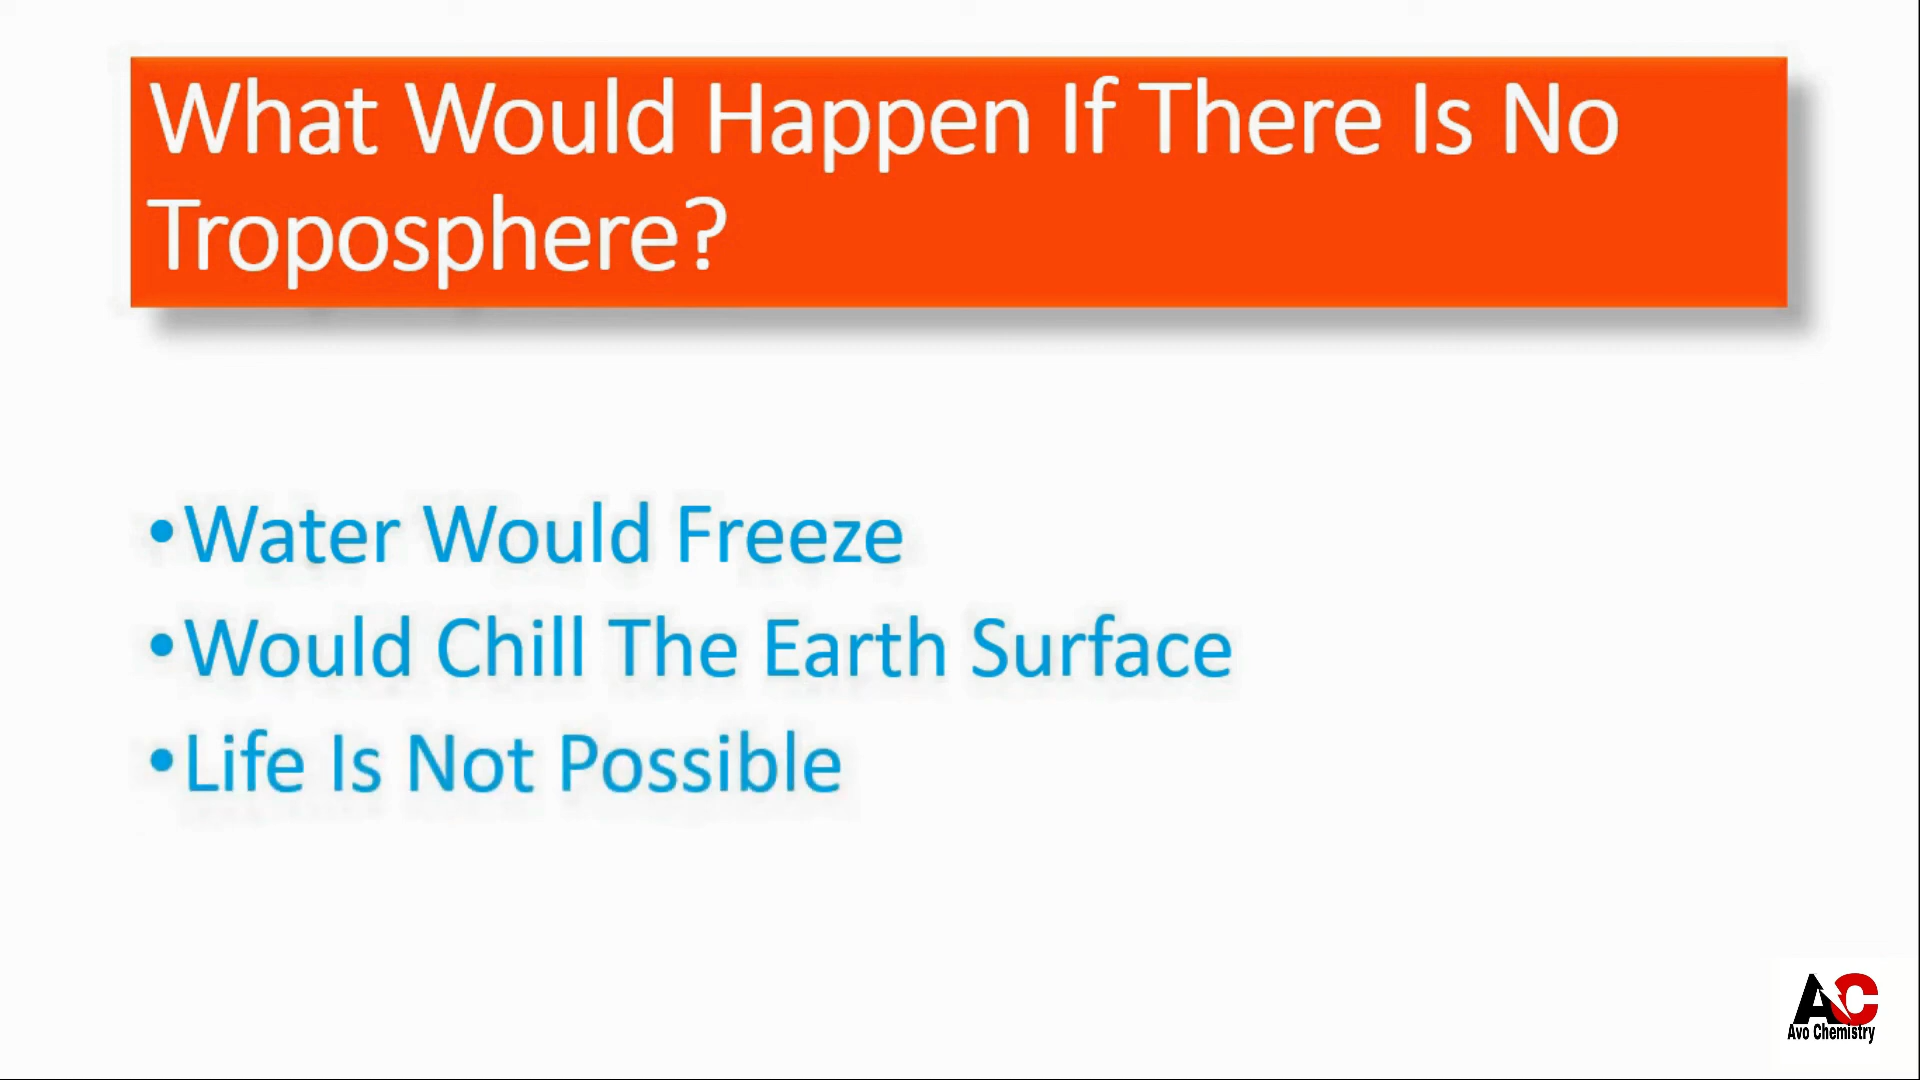 What Would Happen If There Is No
Troposphere?
•Water Would Freeze
•Would Chill The Earth Surface
•Life Is Not Possible
AC
Avo Chemistry